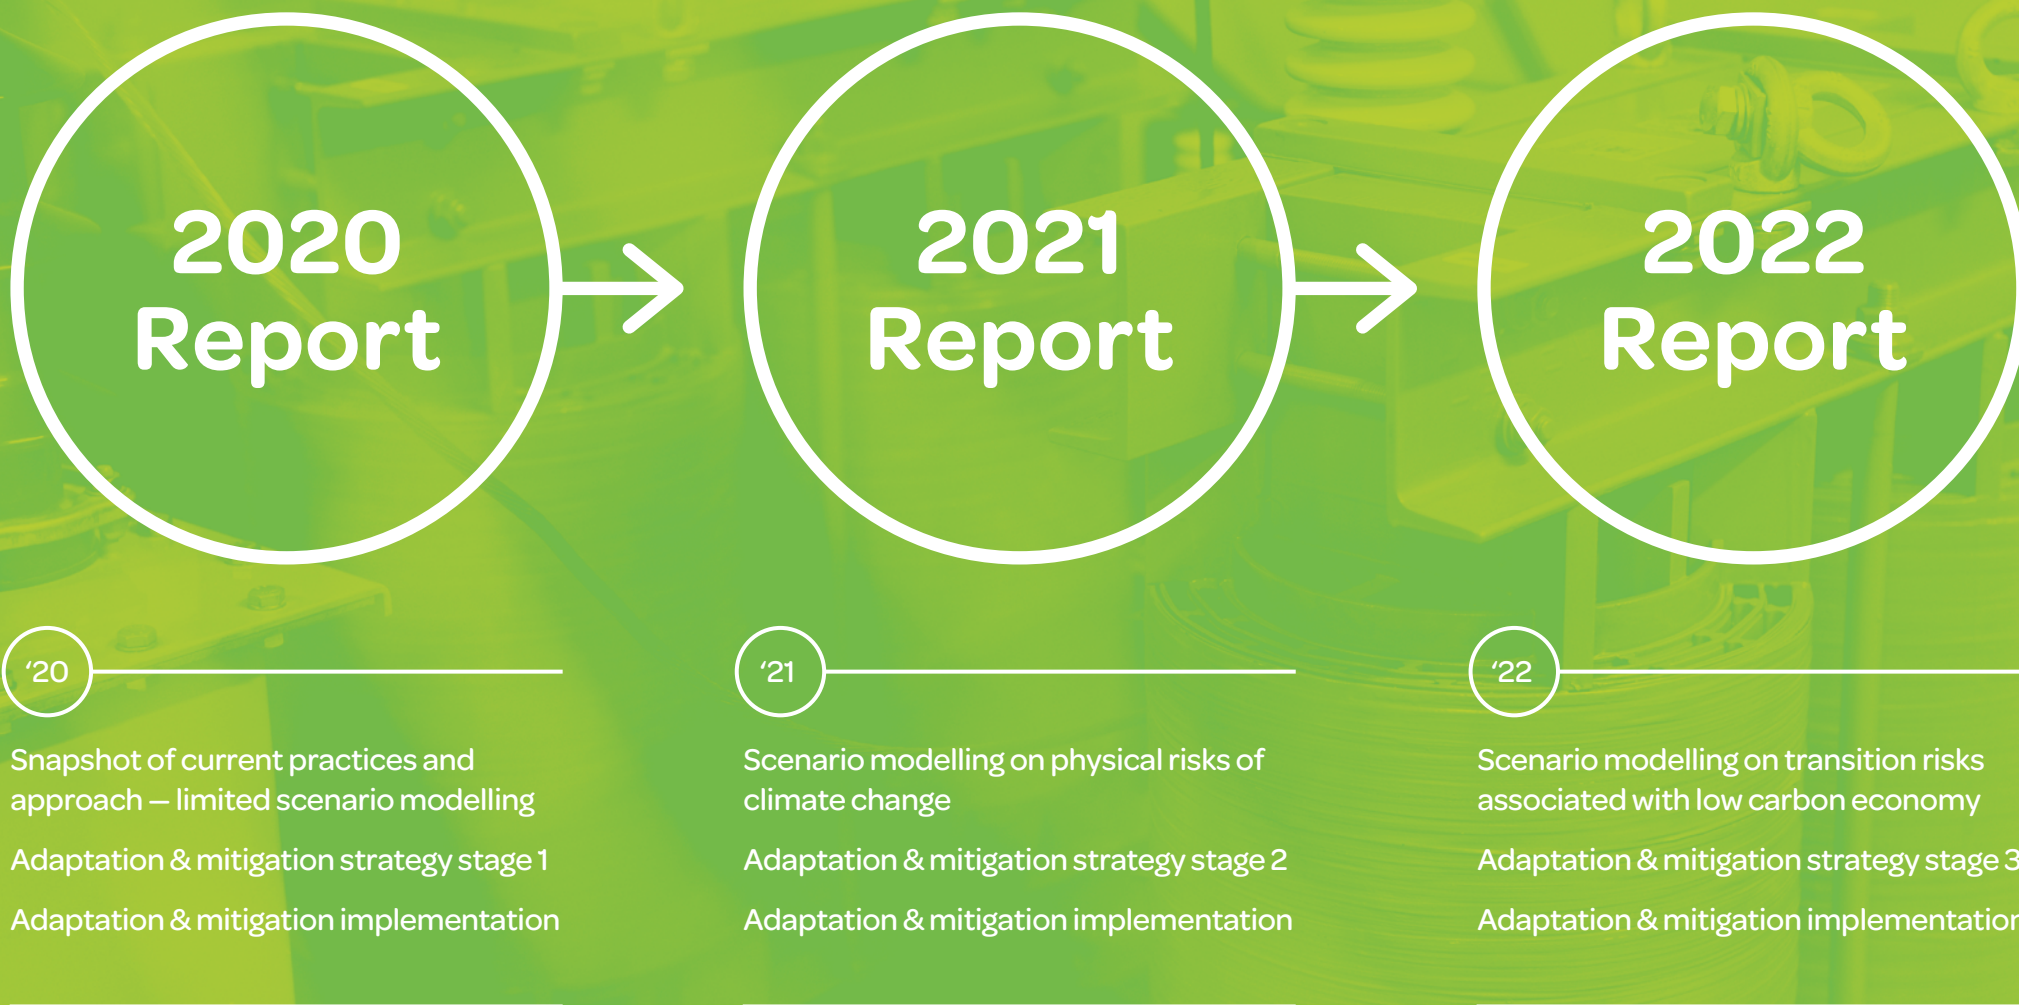 2020
Report
2021
Report
2022
Report
‘20
Snapshot of current practices and
approach – limited scenario modelling
Adaptation & mitigation strategy stage 1
Adaptation & mitigation implementation
‘21
Scenario modelling on physical risks of
climate change
Adaptation & mitigation strategy stage 2
Adaptation & mitigation implementation
‘22
Scenario modelling on transition risks
associated with low carbon economy
Adaptation & mitigation strategy stage 3
Adaptation & mitigation implementation